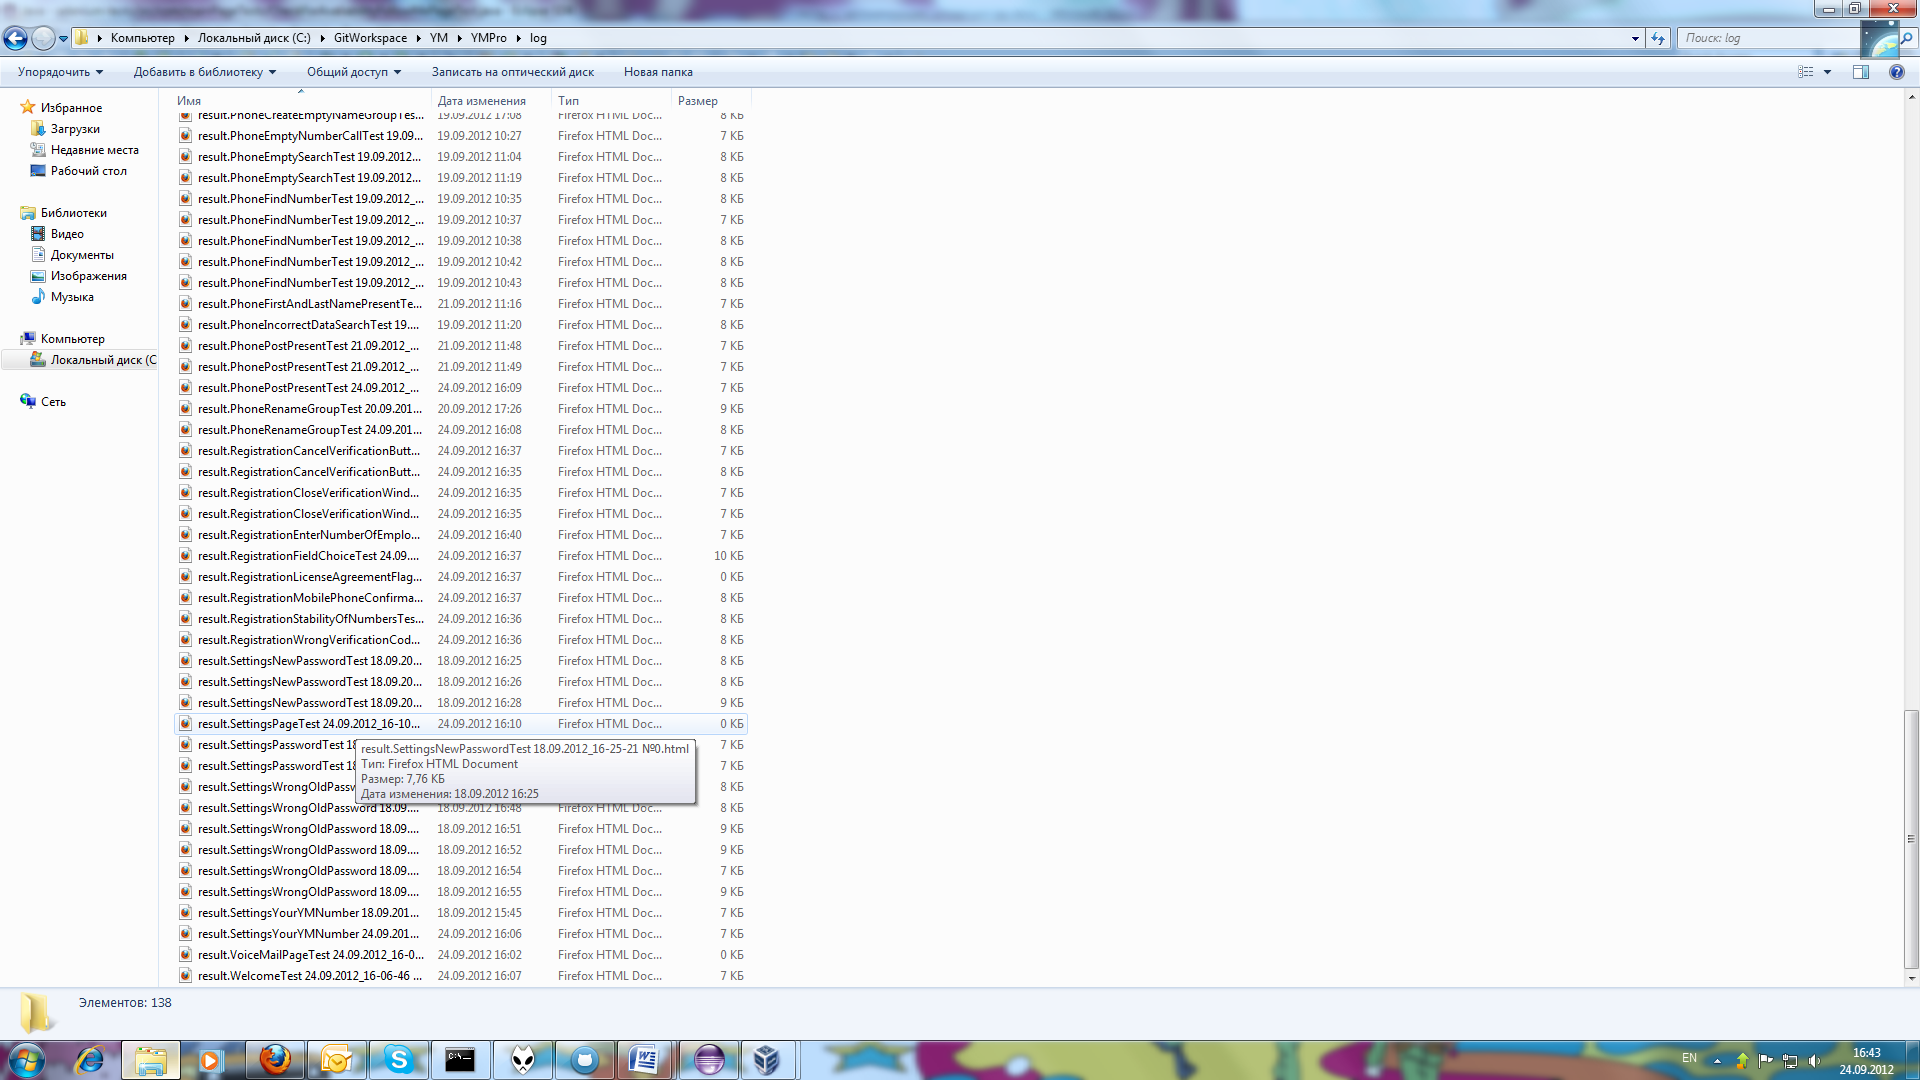 Компьютер
Локальный диск (C:)
GitWorkspace
YM
YMPro
log
Поиск: log
Упорядочить
Добавить в библиотеку
Общий доступ
Записать на оптический диск
Новая папка
Избранное
Загрузки
Недавние места
Рабочий стол
Библиотеки
Видео
Документы
Изображения
Музыка
Компьютер
Локальный диск (C
Сеть
Имя Дата изменения Тип Размер
result.PhoneCreateEmptyNameGroupTes... 19.09.2012 17:08 Firefox HTML Doc... 8 КБ
result.PhoneEmptyNumberCallTest 19.09... 19.09.2012 10:27 Firefox HTML Doc... 7 КБ
result.PhoneEmptySearchTest 19.09.2012... 19.09.2012 11:04 Firefox HTML Doc... 8 КБ
result.PhoneEmptySearchTest 19.09.2012... 19.09.2012 11:19 Firefox HTML Doc... 8 КБ
result.PhoneFindNumberTest 19.09.2012_... 19.09.2012 10:35 Firefox HTML Doc... 8 КБ
result.PhoneFindNumberTest 19.09.2012_... 19.09.2012 10:37 Firefox HTML Doc... 7 КБ
result.PhoneFindNumberTest 19.09.2012_... 19.09.2012 10:38 Firefox HTML Doc... 8 КБ
result.PhoneFindNumberTest 19.09.2012_... 19.09.2012 10:42 Firefox HTML Doc... 8 КБ
result.PhoneFindNumberTest 19.09.2012_... 19.09.2012 10:43 Firefox HTML Doc... 8 КБ
result.PhoneFirstAndLastNamePresentTe... 21.09.2012 11:16 Firefox HTML Doc... 7 КБ
result.PhoneIncorrectDataSearchTest 19.... 19.09.2012 11:20 Firefox HTML Doc... 8 КБ
result.PhonePostPresentTest 21.09.2012_... 21.09.2012 11:48 Firefox HTML Doc... 7 КБ
result.PhonePostPresentTest 21.09.2012_... 21.09.2012 11:49 Firefox HTML Doc... 7 КБ
result.PhonePostPresentTest 24.09.2012_... 24.09.2012 16:09 Firefox HTML Doc... 7 КБ
result.PhoneRenameGroupTest 20.09.201... 20.09.2012 17:26 Firefox HTML Doc... 9 КБ
result.PhoneRenameGroupTest 24.09.201... 24.09.2012 16:08 Firefox HTML Doc... 8 КБ
result.RegistrationCancelVerificationButt... 24.09.2012 16:37 Firefox HTML Doc... 7 КБ
result.RegistrationCancelVerificationButt... 24.09.2012 16:35 Firefox HTML Doc... 8 КБ
result.RegistrationCloseVerificationWind... 24.09.2012 16:35 Firefox HTML Doc... 7 КБ
result.RegistrationCloseVerificationWind... 24.09.2012 16:35 Firefox HTML Doc... 7 КБ
result.RegistrationEnterNumberOfEmplo... 24.09.2012 16:40 Firefox HTML Doc... 7 КБ
result.RegistrationFieldChoiceTest 24.09.... 24.09.2012 16:37 Firefox HTML Doc... 10 КБ
result.RegistrationLicenseAgreementFlag... 24.09.2012 16:37 Firefox HTML Doc... 0 КБ
result.RegistrationMobilePhoneConfirma... 24.09.2012 16:37 Firefox HTML Doc... 8 КБ
result.RegistrationStabilityOfNumbersTes... 24.09.2012 16:36 Firefox HTML Doc... 8 КБ
result.RegistrationWrongVerificationCod... 24.09.2012 16:36 Firefox HTML Doc... 8 КБ
result.SettingsNewPasswordTest 18.09.20... 18.09.2012 16:25 Firefox HTML Doc... 8 КБ
result.SettingsNewPasswordTest 18.09.20... 18.09.2012 16:26 Firefox HTML Doc... 8 КБ
result.SettingsNewPasswordTest 18.09.20... 18.09.2012 16:28 Firefox HTML Doc... 9 КБ
result.SettingsPageTest 24.09.2012_16-10... 24.09.2012 16:10 Firefox HTML Doc... 0 КБ
result.SettingsPasswordTest 18 7 КБ
result.SettingsPasswordTest 18 7 КБ
result.SettingsWrongOldPassw 8 КБ
result.SettingsNewPasswordTest 18.09.2012_16-25-21 №0.html
Тип: Firefox HTML Document
Размер: 7,76 КБ
Дата изменения: 18.09.2012 16:25
result.SettingsWrongOldPassword 18.09.... 18.09.2012 16:48 Firefox HTML Doc... 8 КБ
result.SettingsWrongOldPassword 18.09.... 18.09.2012 16:51 Firefox HTML Doc... 9 КБ
result.SettingsWrongOldPassword 18.09.... 18.09.2012 16:52 Firefox HTML Doc... 9 КБ
result.SettingsWrongOldPassword 18.09.... 18.09.2012 16:54 Firefox HTML Doc... 7 КБ
result.SettingsWrongOldPassword 18.09.... 18.09.2012 16:55 Firefox HTML Doc... 9 КБ
result.SettingsYourYMNumber 18.09.201... 18.09.2012 15:45 Firefox HTML Doc... 7 КБ
result.SettingsYourYMNumber 24.09.201... 24.09.2012 16:06 Firefox HTML Doc... 7 КБ
result.VoiceMailPageTest 24.09.2012_16-0... 24.09.2012 16:02 Firefox HTML Doc... 0 КБ
result.WelcomeTest 24.09.2012_16-06-46 ... 24.09.2012 16:07 Firefox HTML Doc... 7 КБ
Элементов: 138
EN
16:43
24.09.2012